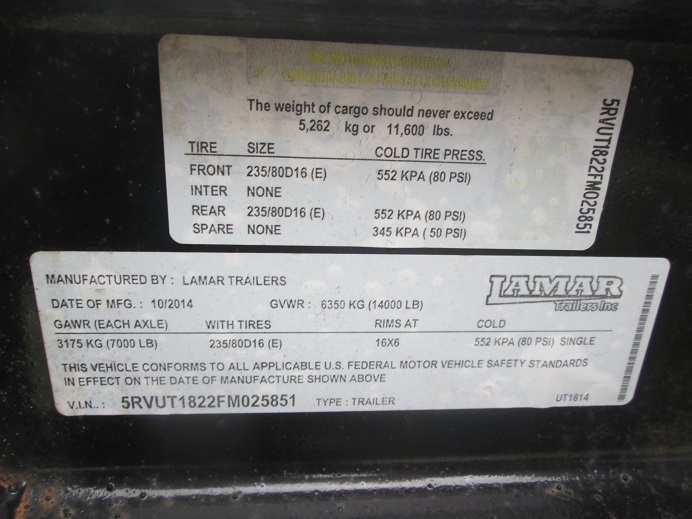 The weight of cargo should never exceed
5,262 kg or 11,600 lbs.
TIRE SIZE COLD TIRE PRESS.
FRONT 235/80D16 (E) 552 KPA (80 PSI)
INTER NONE
REAR 235/80D16 (E) 552 KPA (80 PSI)
SPARE NONE 345 KPA ( 50 PSI)
5RVUT1822FM025851
MANUFACTURED BY : LAMAR TRAILERS
LAMAR
Trailers Inc
DATE OF MFG. : 10/2014 GVWR : 6350 KG (14000 LB)
GAWR (EACH AXLE) WITH TIRES RIMS AT COLD
3175 KG (7000 LB) 235/80D16 (E) 16X6 552 KPA (80 PSI) SINGLE
THIS VEHICLE CONFORMS TO ALL APPLICABLE U.S. FEDERAL MOTOR VEHICLE SAFETY STANDARDS
IN EFFECT ON THE DATE OF MANUFACTURE SHOWN ABOVE
V.I.N.. : 5RVUT1822FM025851 TYPE : TRAILER UT1814